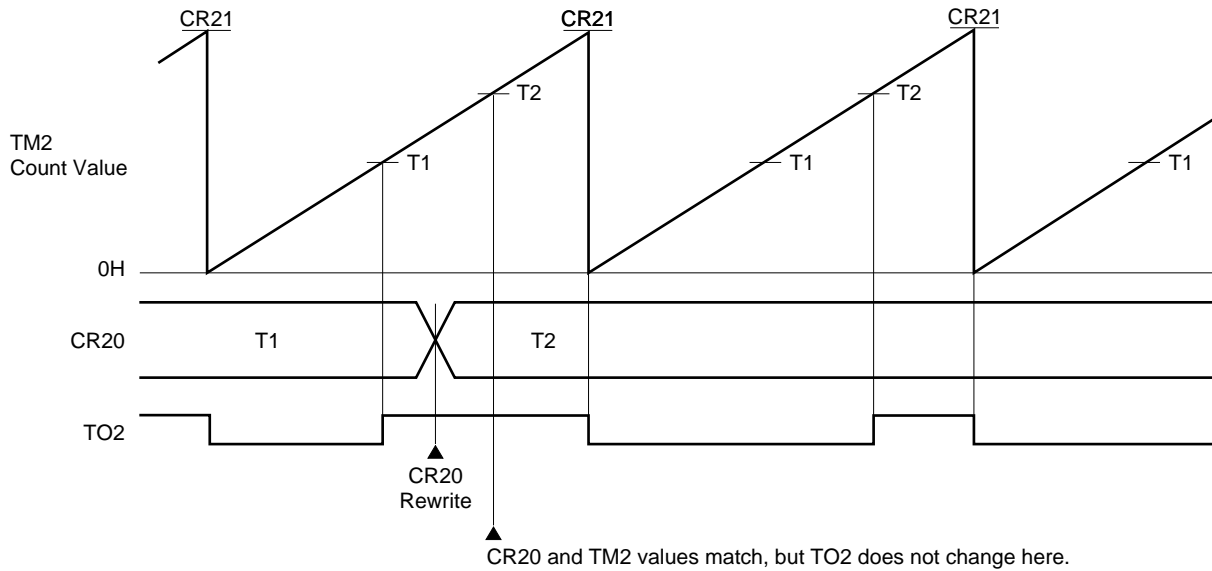 CR21
CR21
CR21
T2
T2
TM2
Count Value
T1
T1
T1
0H
CR20
T1
T2
TO2
CR20
Rewrite
CR20 and TM2 values match, but TO2 does not change here.